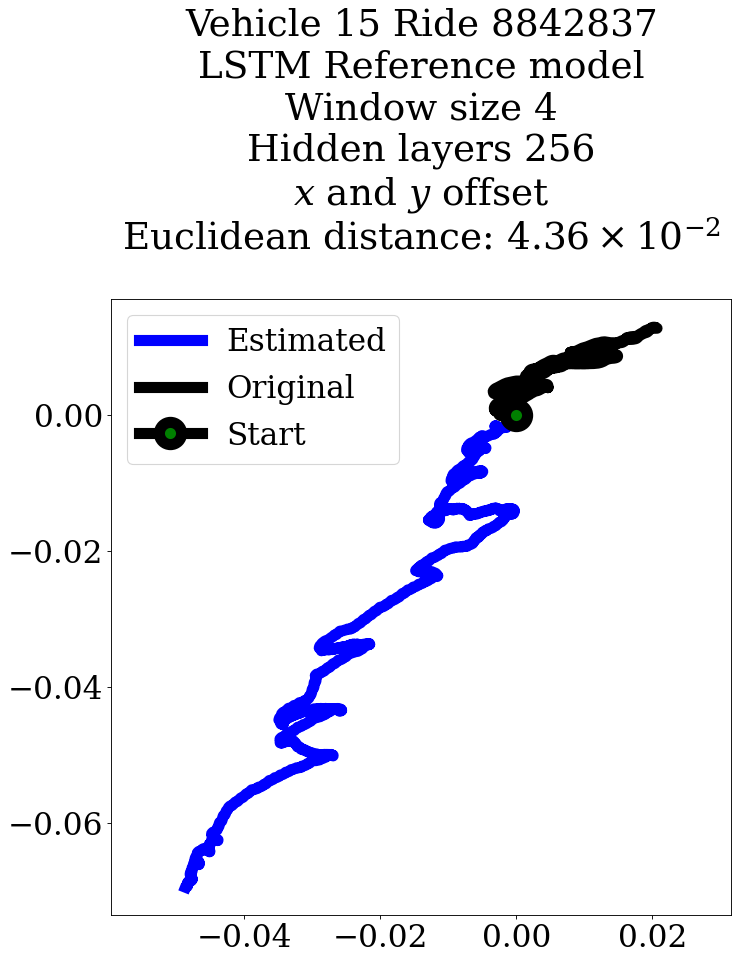 Vehicle 15 Ride 8842837
LSTM Reference model
Window size 4
Hidden layers 256
x and y offset
Euclidean distance: 4.36 × 10⁻²
Estimated
Original
Start
0.00
−0.02
−0.04
−0.06
−0.04 −0.02 0.00 0.02